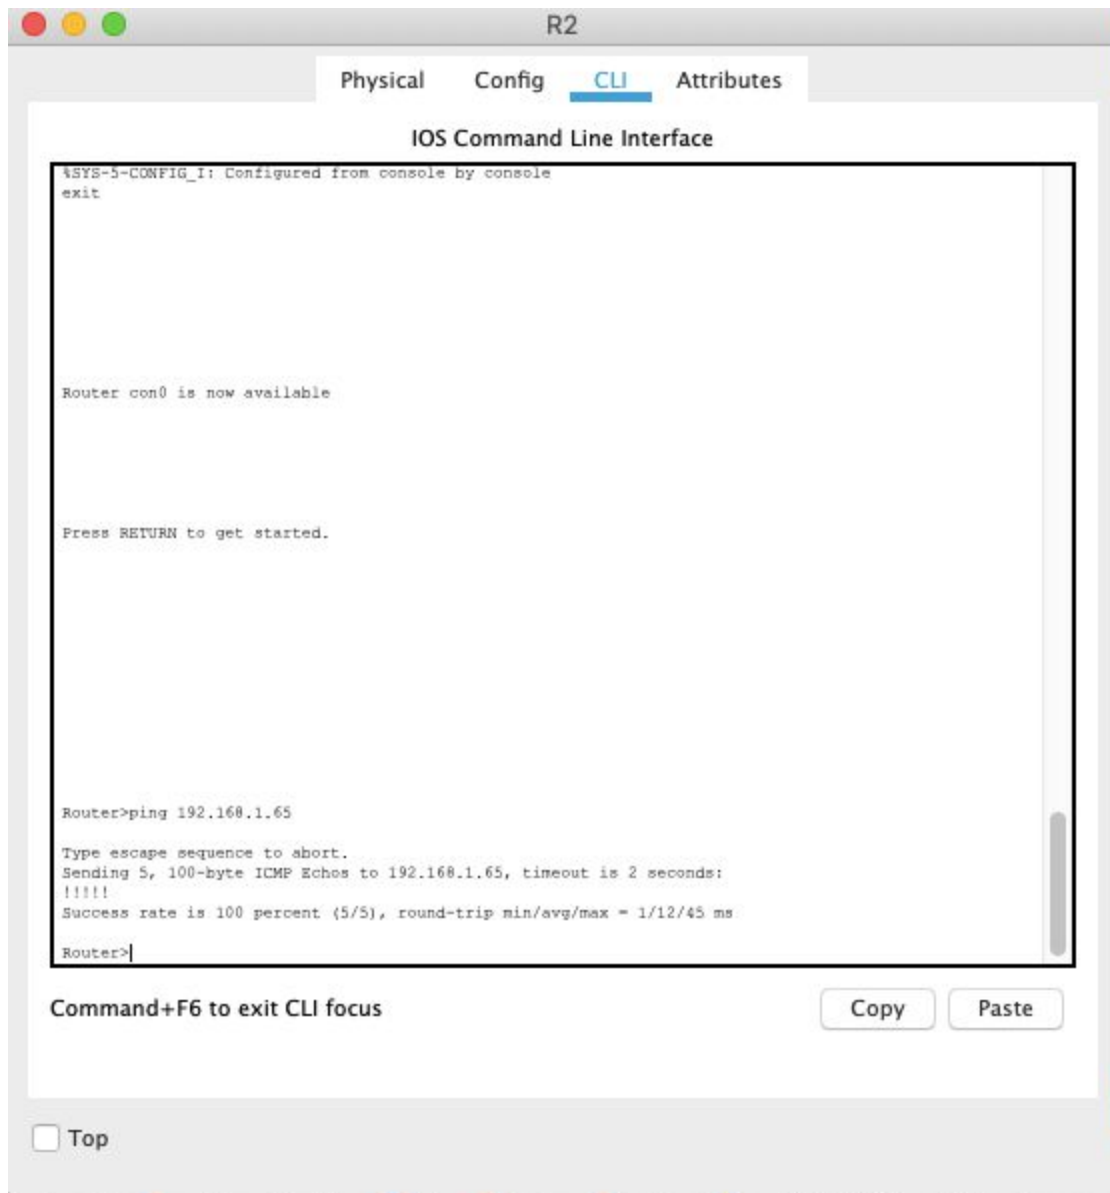 R2
Physical Config CLI Attributes
IOS Command Line Interface
%SYS-5-CONFIG_I: Configured from console by console
exit
Router con0 is now available
Press RETURN to get started.
Router>ping 192.168.1.65
Type escape sequence to abort.
Sending 5, 100-byte ICMP Echos to 192.168.1.65, timeout is 2 seconds:
!!!!!
Success rate is 100 percent (5/5), round-trip min/avg/max = 1/12/45 ms
Router>
Command+F6 to exit CLI focus
Copy Paste
Top